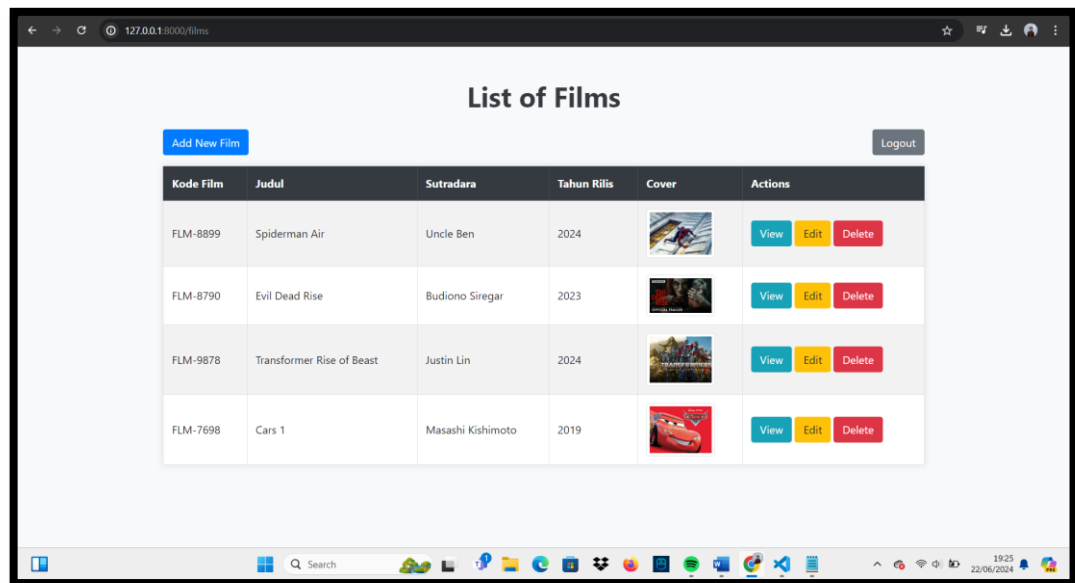 127.0.0.1:8000/films
List of Films
Add New Film
Logout
Kode Film Judul Sutradara Tahun Rilis Cover Actions
FLM-8899 Spiderman Air Uncle Ben 2024 View Edit Delete
FLM-8790 Evil Dead Rise Budiono Siregar 2023 View Edit Delete
FLM-9878 Transformer Rise of Beast Justin Lin 2024 View Edit Delete
TRANSFORMERS
FLM-7698 Cars 1 Masashi Kishimoto 2019 View Edit Delete
Search
19:25
22/06/2024